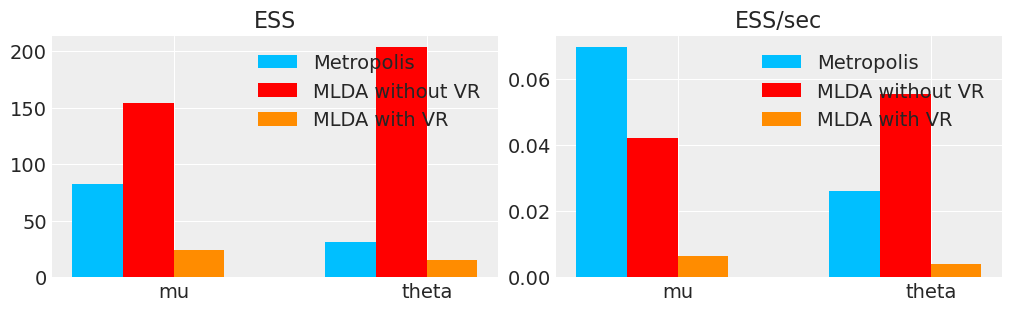 ESS
200
150
100
50
0
Metropolis
MLDA without VR
MLDA with VR
mu theta
ESS/sec
0.06
0.04
0.02
0.00
Metropolis
MLDA without VR
MLDA with VR
mu theta